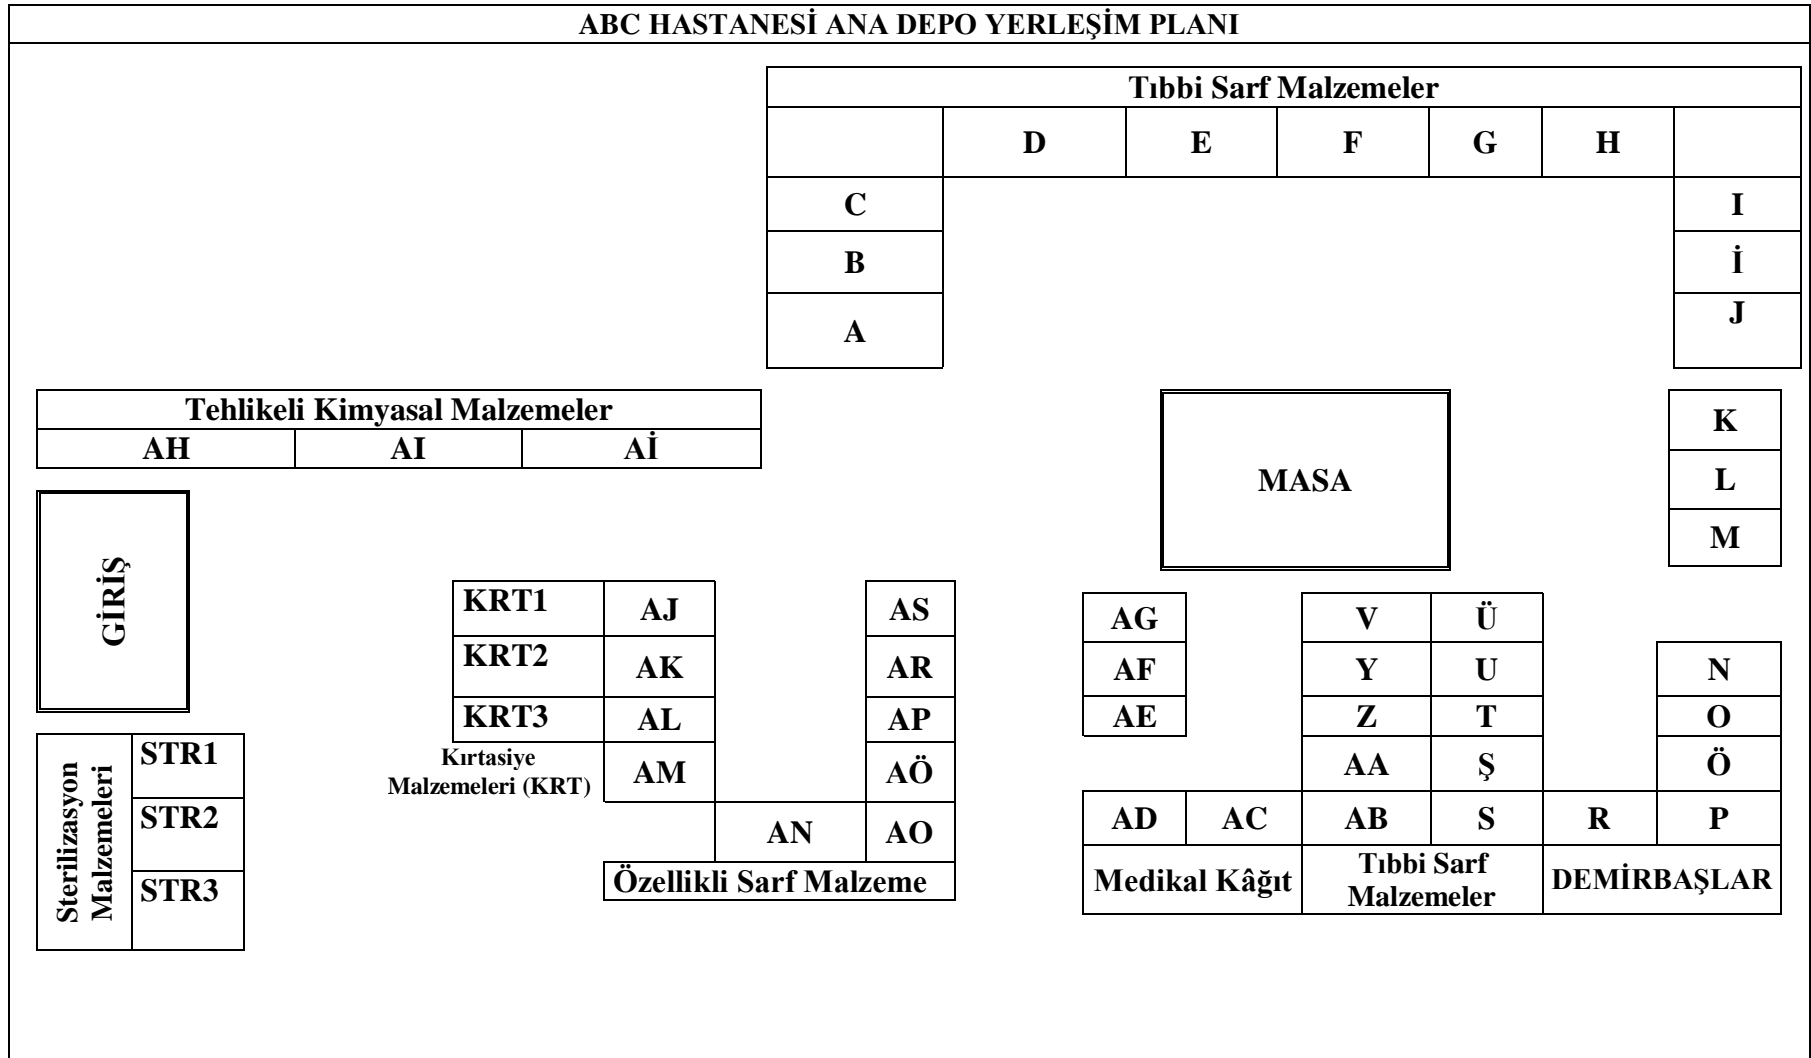 ABC HASTANESİ ANA DEPO YERLEŞİM PLANI
Tıbbi Sarf Malzemeler
D E F G H
C I
B İ
A J
Tehlikeli Kimyasal Malzemeler
AH AI Aİ
MASA
K
L
M
GİRİŞ
KRT1 AJ AS
KRT2 AK AR
KRT3 AL AP
Kırtasiye
Malzemeleri (KRT)
AM AÖ
AN AO
Özellikli Sarf Malzeme
AG V Ü
AF Y U N
AE Z T O
AA Ş Ö
AD AC AB S R P
Medikal Kâğıt
Tıbbi Sarf
Malzemeler
DEMİRBAŞLAR
Sterilizasyon
Malzemeleri
STR1
STR2
STR3